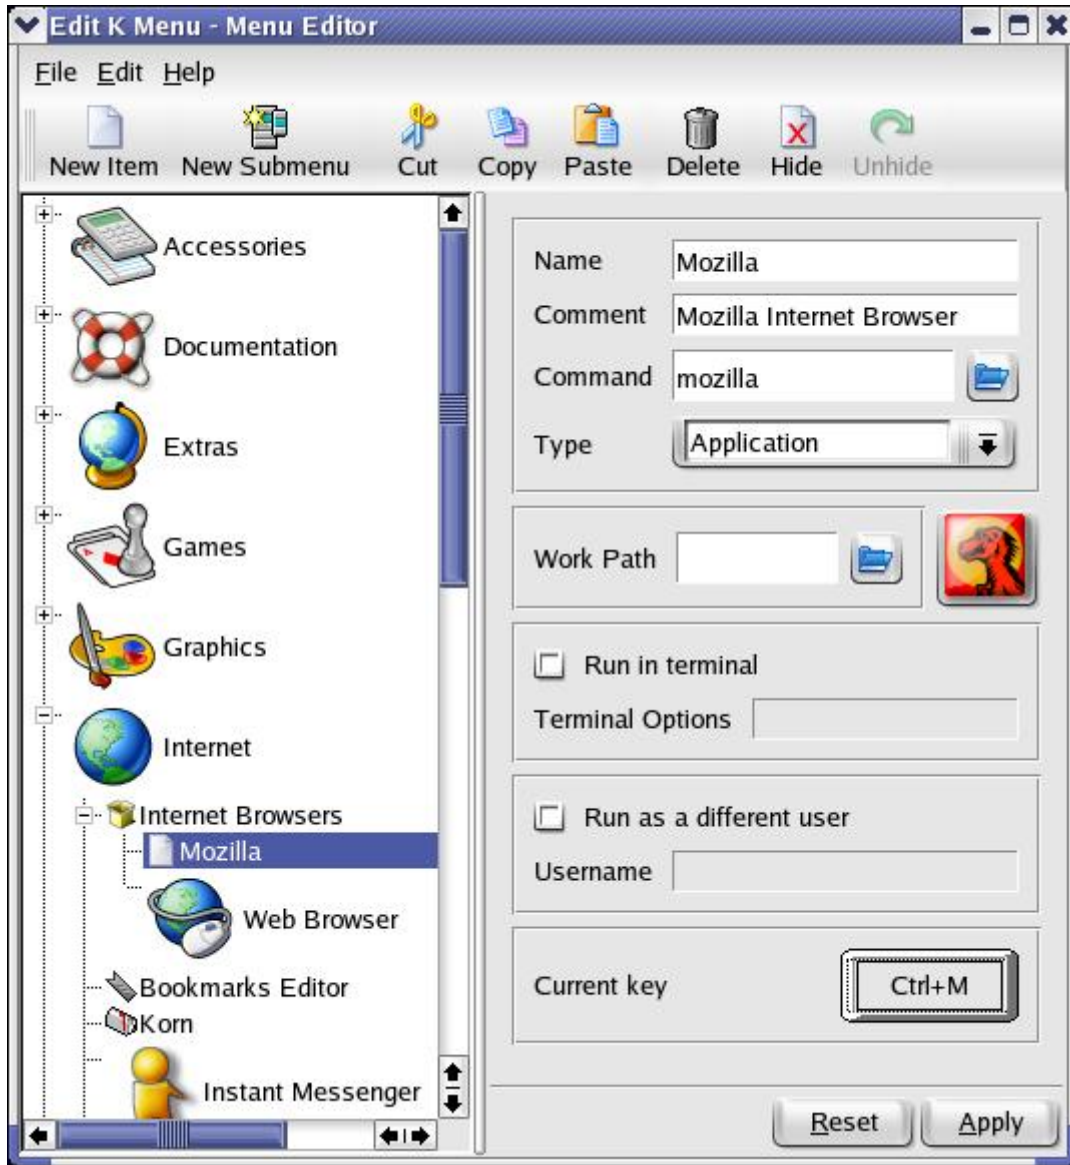 Edit K Menu - Menu Editor
File Edit Help
New Item New Submenu Cut Copy Paste Delete Hide Unhide
Accessories
Documentation
Extras
Games
Graphics
Internet
Internet Browsers
Mozilla
Web Browser
Bookmarks Editor
Korn
Instant Messenger
Name Mozilla
Comment Mozilla Internet Browser
Command mozilla
Type Application
Work Path
Run in terminal
Terminal Options
Run as a different user
Username
Current key Ctrl+M
Reset Apply